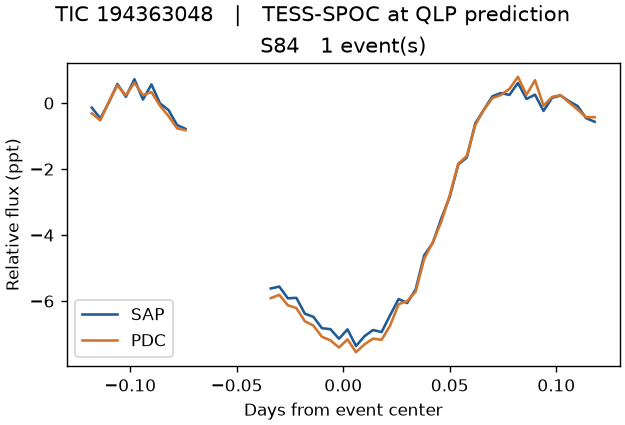 TIC 194363048 | TESS-SPOC at QLP prediction
S84 1 event(s)
Relative flux (ppt)
0
−2
−4
−6
SAP
PDC
−0.10
−0.05
0.00
0.05
0.10
Days from event center